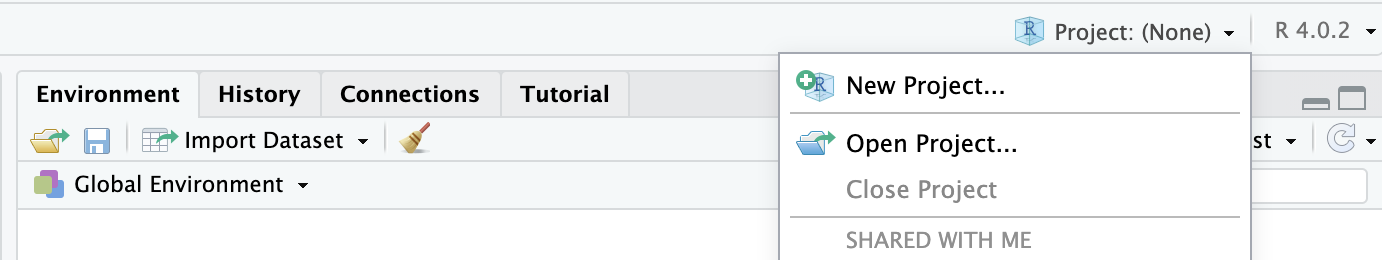 Project: (None)
R 4.0.2
Environment
History
Connections
Tutorial
New Project...
Import Dataset
Open Project...
st
Global Environment
Close Project
SHARED WITH ME